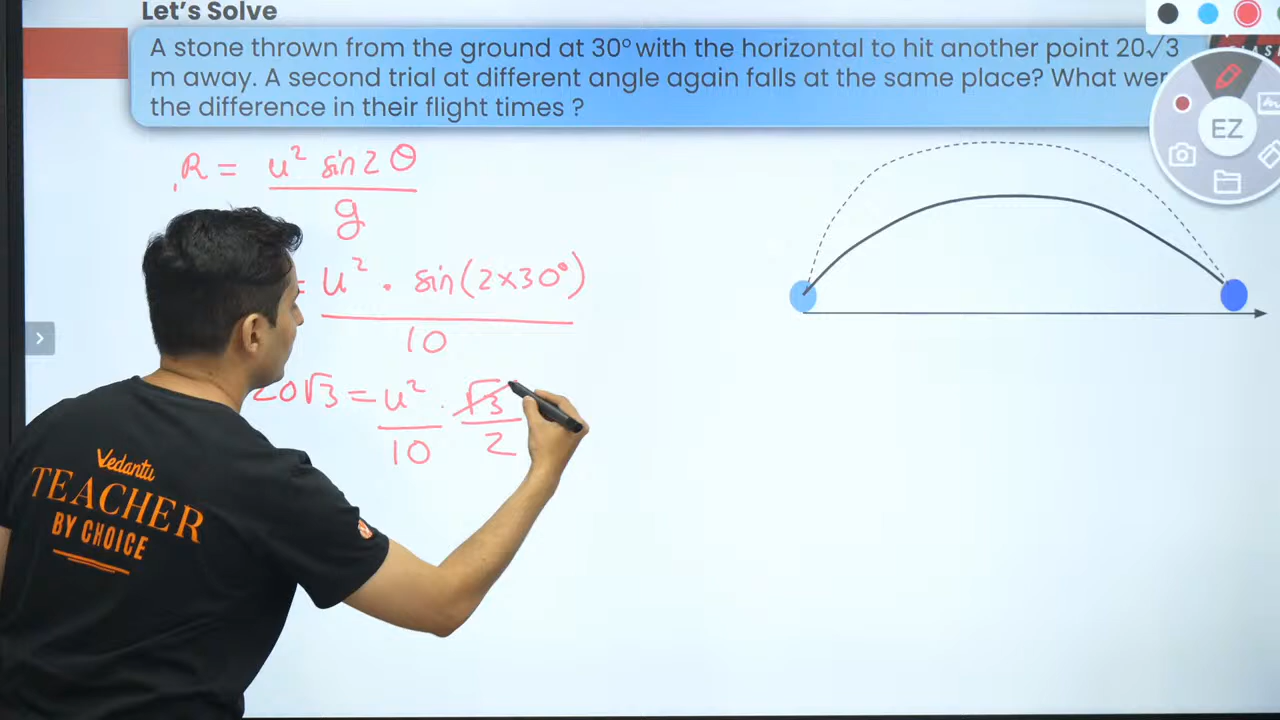 Let's Solve
A stone thrown from the ground at 30° with the horizontal to hit another point 20√3
m away. A second trial at different angle again falls at the same place? What
the difference in their flight times ?
EZ
R = u² sin 2θ
g
= u² . sin(2×30°)
10
20√3 = u² . √3
10 2
Vedantu
TEACHER
BY CHOICE